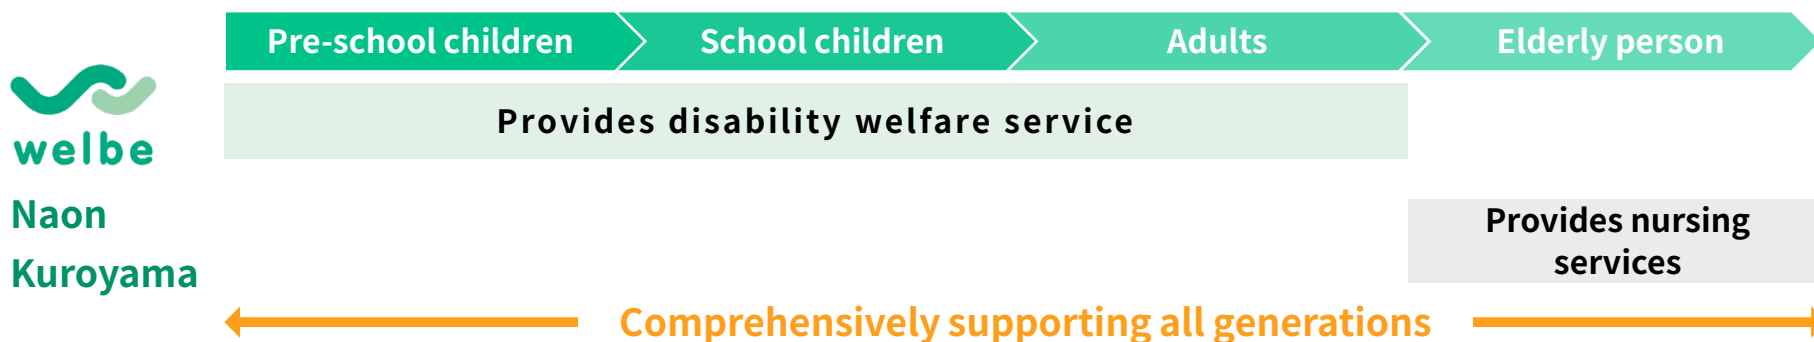 Pre-school children
School children
Adults
Elderly person
welbe
Provides disability welfare service
Naon
Kuroyama
Provides nursing
services
Comprehensively supporting all generations